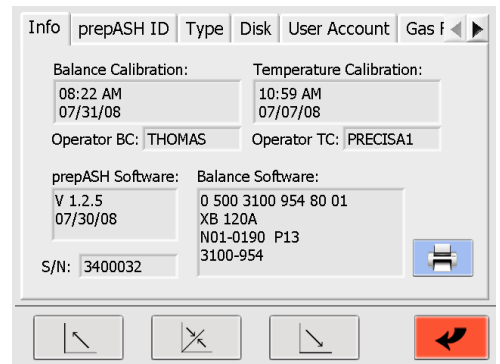 Info prepASH ID Type Disk User Account Gas
Balance Calibration: Temperature Calibration:
08:22 AM 10:59 AM
07/31/08 07/07/08
Operator BC: THOMAS Operator TC: PRECISA1
prepASH Software: Balance Software:
V 1.2.5 0 500 3100 954 80 01
07/30/08 XB 120A
N01-0190 P13
3100-954
S/N: 3400032